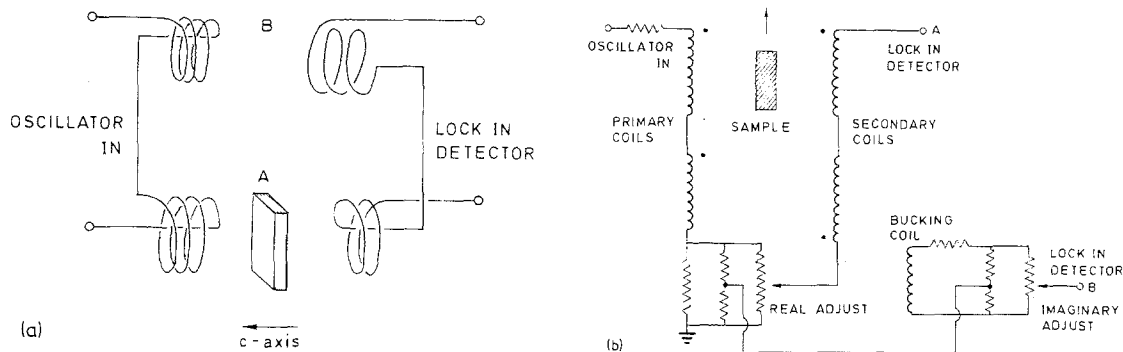 B
OSCILLATOR
IN
LOCK IN
DETECTOR
A
(a)
c-axis
OSCILLATOR
IN
A
LOCK IN
DETECTOR
PRIMARY
COILS
SAMPLE
SECONDARY
COILS
BUCKING
COIL
LOCK IN
DETECTOR
B
REAL ADJUST
IMAGINARY
ADJUST
(b)